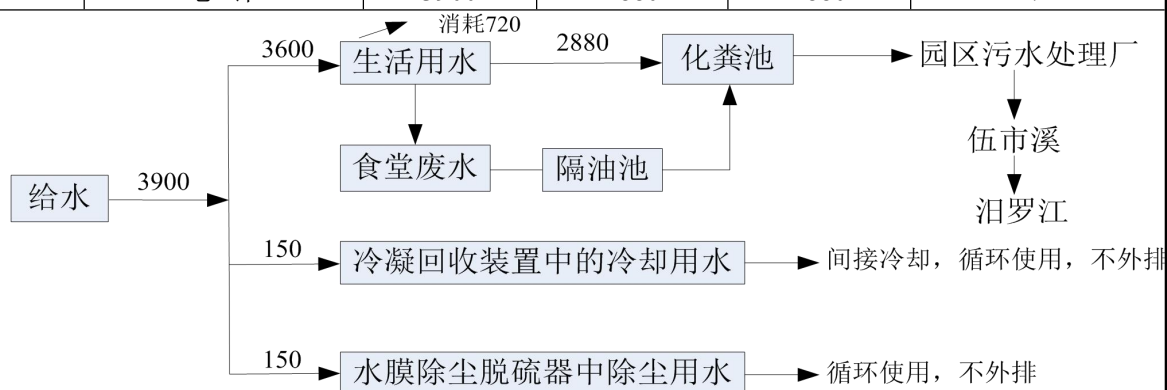 消耗720
3600
生活用水
2880
化粪池
园区污水处理厂
伍市溪
食堂废水
隔油池
给水
3900
汨罗江
150
冷凝回收装置中的冷却用水
间接冷却，循环使用，不外排
150
水膜除尘脱硫器中除尘用水
循环使用，不外排